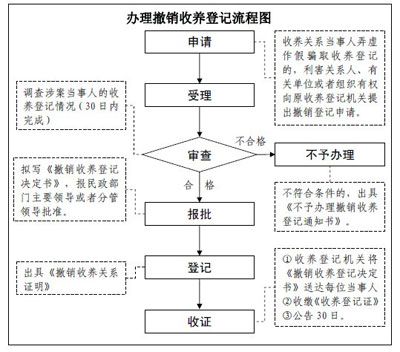 办理撤销收养登记流程图
申请
收养关系当事人弄虚
作假骗取收养登记
的，利害关系人、有
关单位或者组织有权
向原收养登记机关提
出撤销登记申请。
调查涉案当事人的收
养登记情况（30日内
完成）
受理
不合格
审查
不予办理
拟写《撤销收养登记
决定书》，报民政部
门主要领导或者分管
领导批准。
合 格
不符合条件的，出具
《不予办理撤销收养
登记通知书》。
报批
出具《撤销收养关系
证明》
登记
①收养登记机关将
《撤销收养登记决定
书》送达每位当事人
②收缴《收养登记证》
③公告30日。
收证